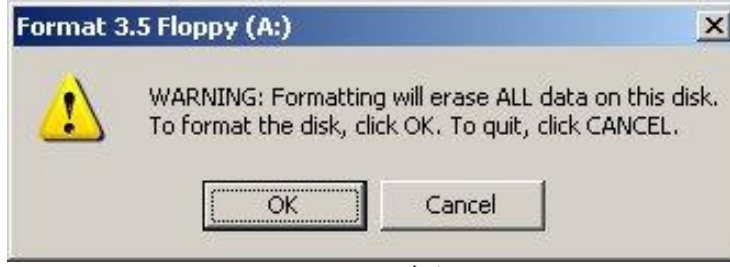 Format 3.5 Floppy (A:)
WARNING: Formatting will erase ALL data on this disk.
To format the disk, click OK. To quit, click CANCEL.
OK
Cancel